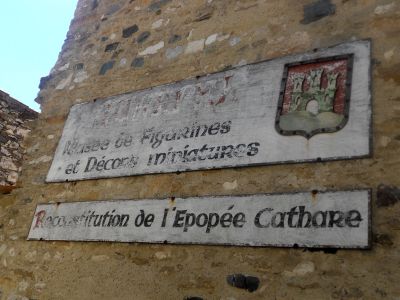 Musée de Figurines
et Décors miniatures
Reconstitution de l'Epopée Cathare